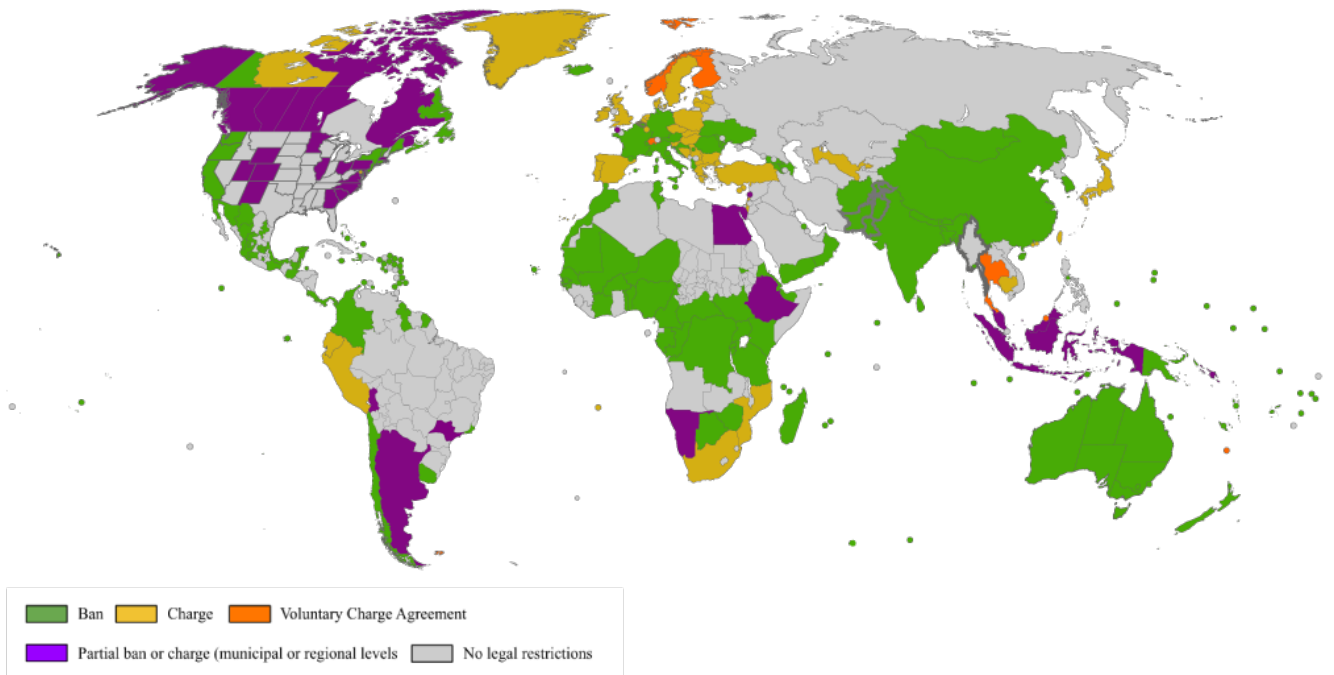 Ban Charge Voluntary Charge Agreement
Partial ban or charge (municipal or regional levels No legal restrictions